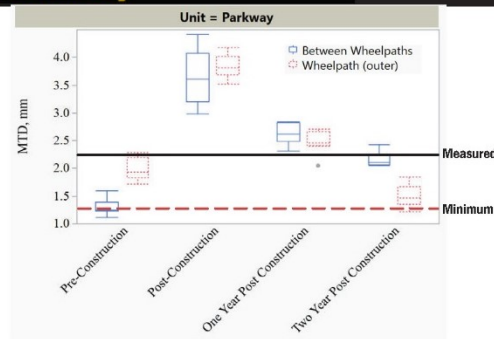 Unit = Parkway
Between Wheelpaths
Wheelpath (outer)
MTD, mm
4.0
3.5
3.0
2.5
2.0
1.5
1.0
Measured
Minimum
Pre-Construction
Post-Construction
One Year Post Construction
Two Year Post Construction